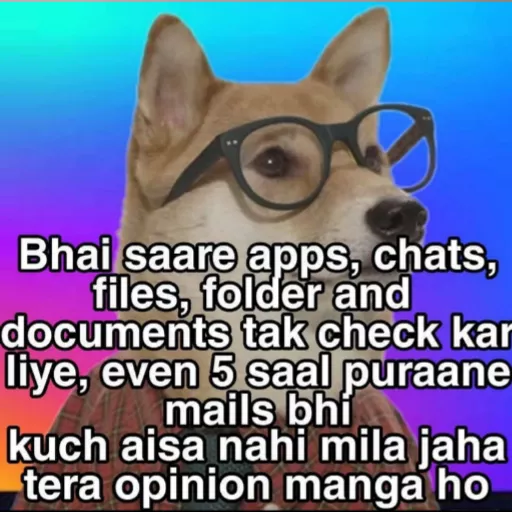 Bhai saare apps, chats,
files, folder and
documents tak check kar
liye, even 5 saal puraane
mails bhi
kuch aisa nahi mila jaha
tera opinion manga ho